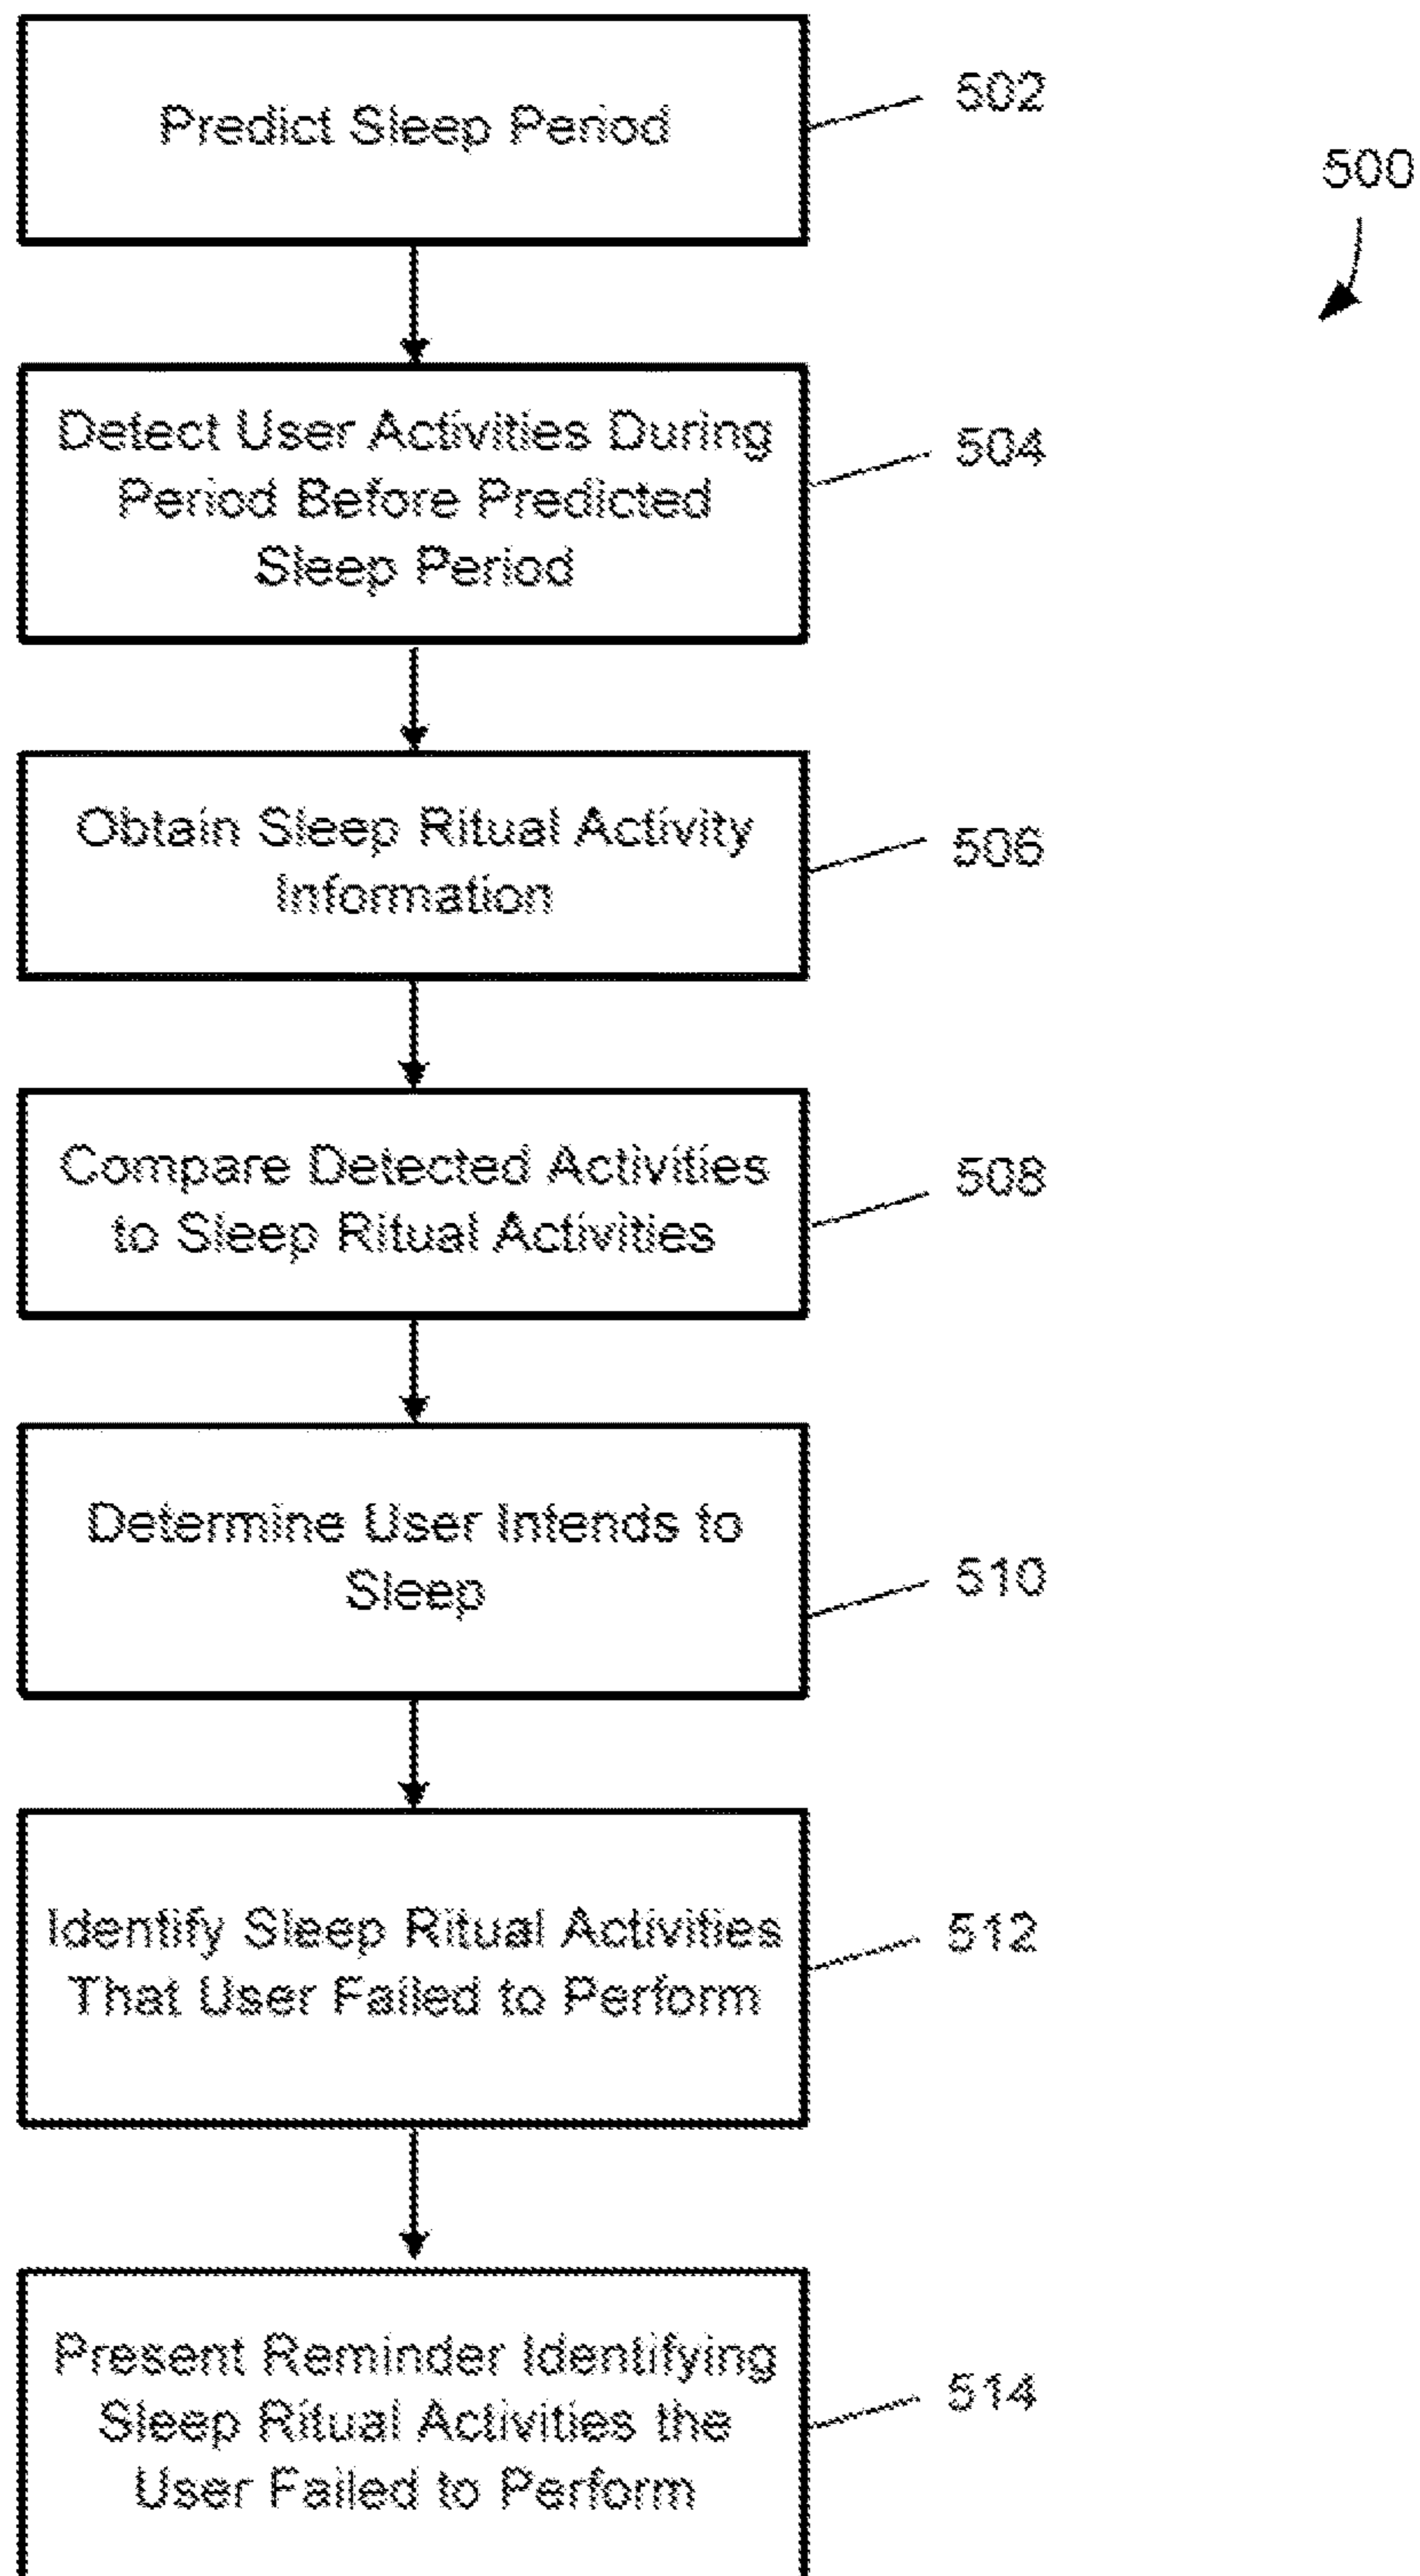 Predict Sleep Period
502
500
Detect User Activities During
Period Before Predicted
Sleep Period
504
Obtain Sleep Ritual Activity
Information
506
Compare Detected Activities
to Sleep Ritual Activities
508
Determine User Intends to
Sleep
510
Identify Sleep Ritual Activities
That User Failed to Perform
512
Present Reminder Identifying
Sleep Ritual Activities the
User Failed to Perform
514